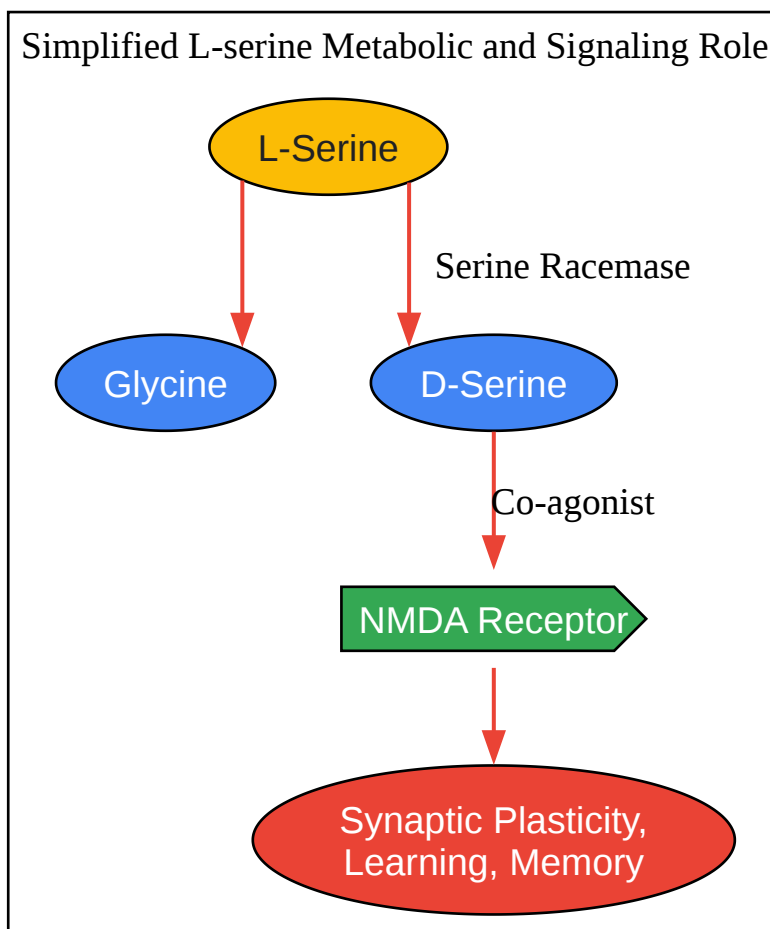 Simplified L-serine Metabolic and Signaling Role
L-Serine
Serine Racemase
Glycine
D-Serine
Co-agonist
NMDA Receptor
Synaptic Plasticity,
Learning, Memory